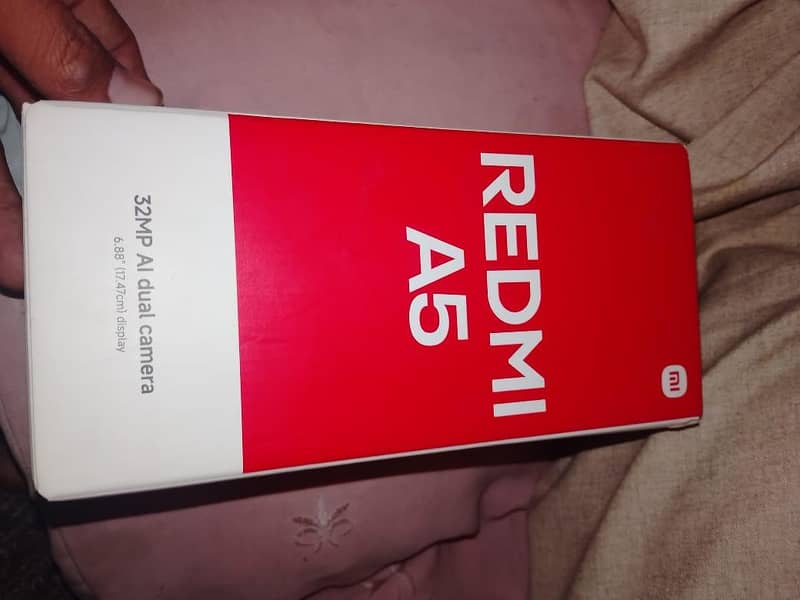 mi
REDMI
A5
32MP AI dual camera
6.88" (17.47cm) display